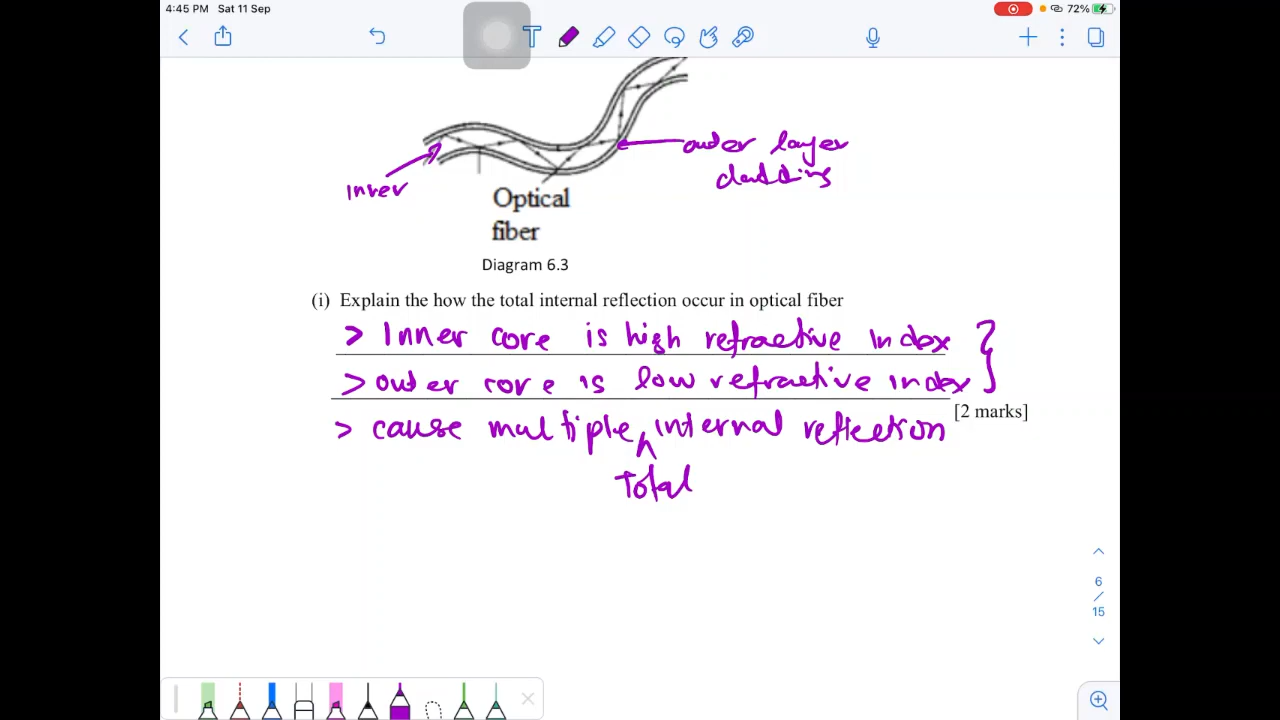 4:45 PM Sat 11 Sep
72%
T
outer layer
cladding
Inner
Optical
fiber
Diagram 6.3
(i) Explain the how the total internal reflection occur in optical fiber
> Inner core is high refractive Index
> outer core is low refractive index
[2 marks]
> cause multiple internal reflection
Total
6
/
15